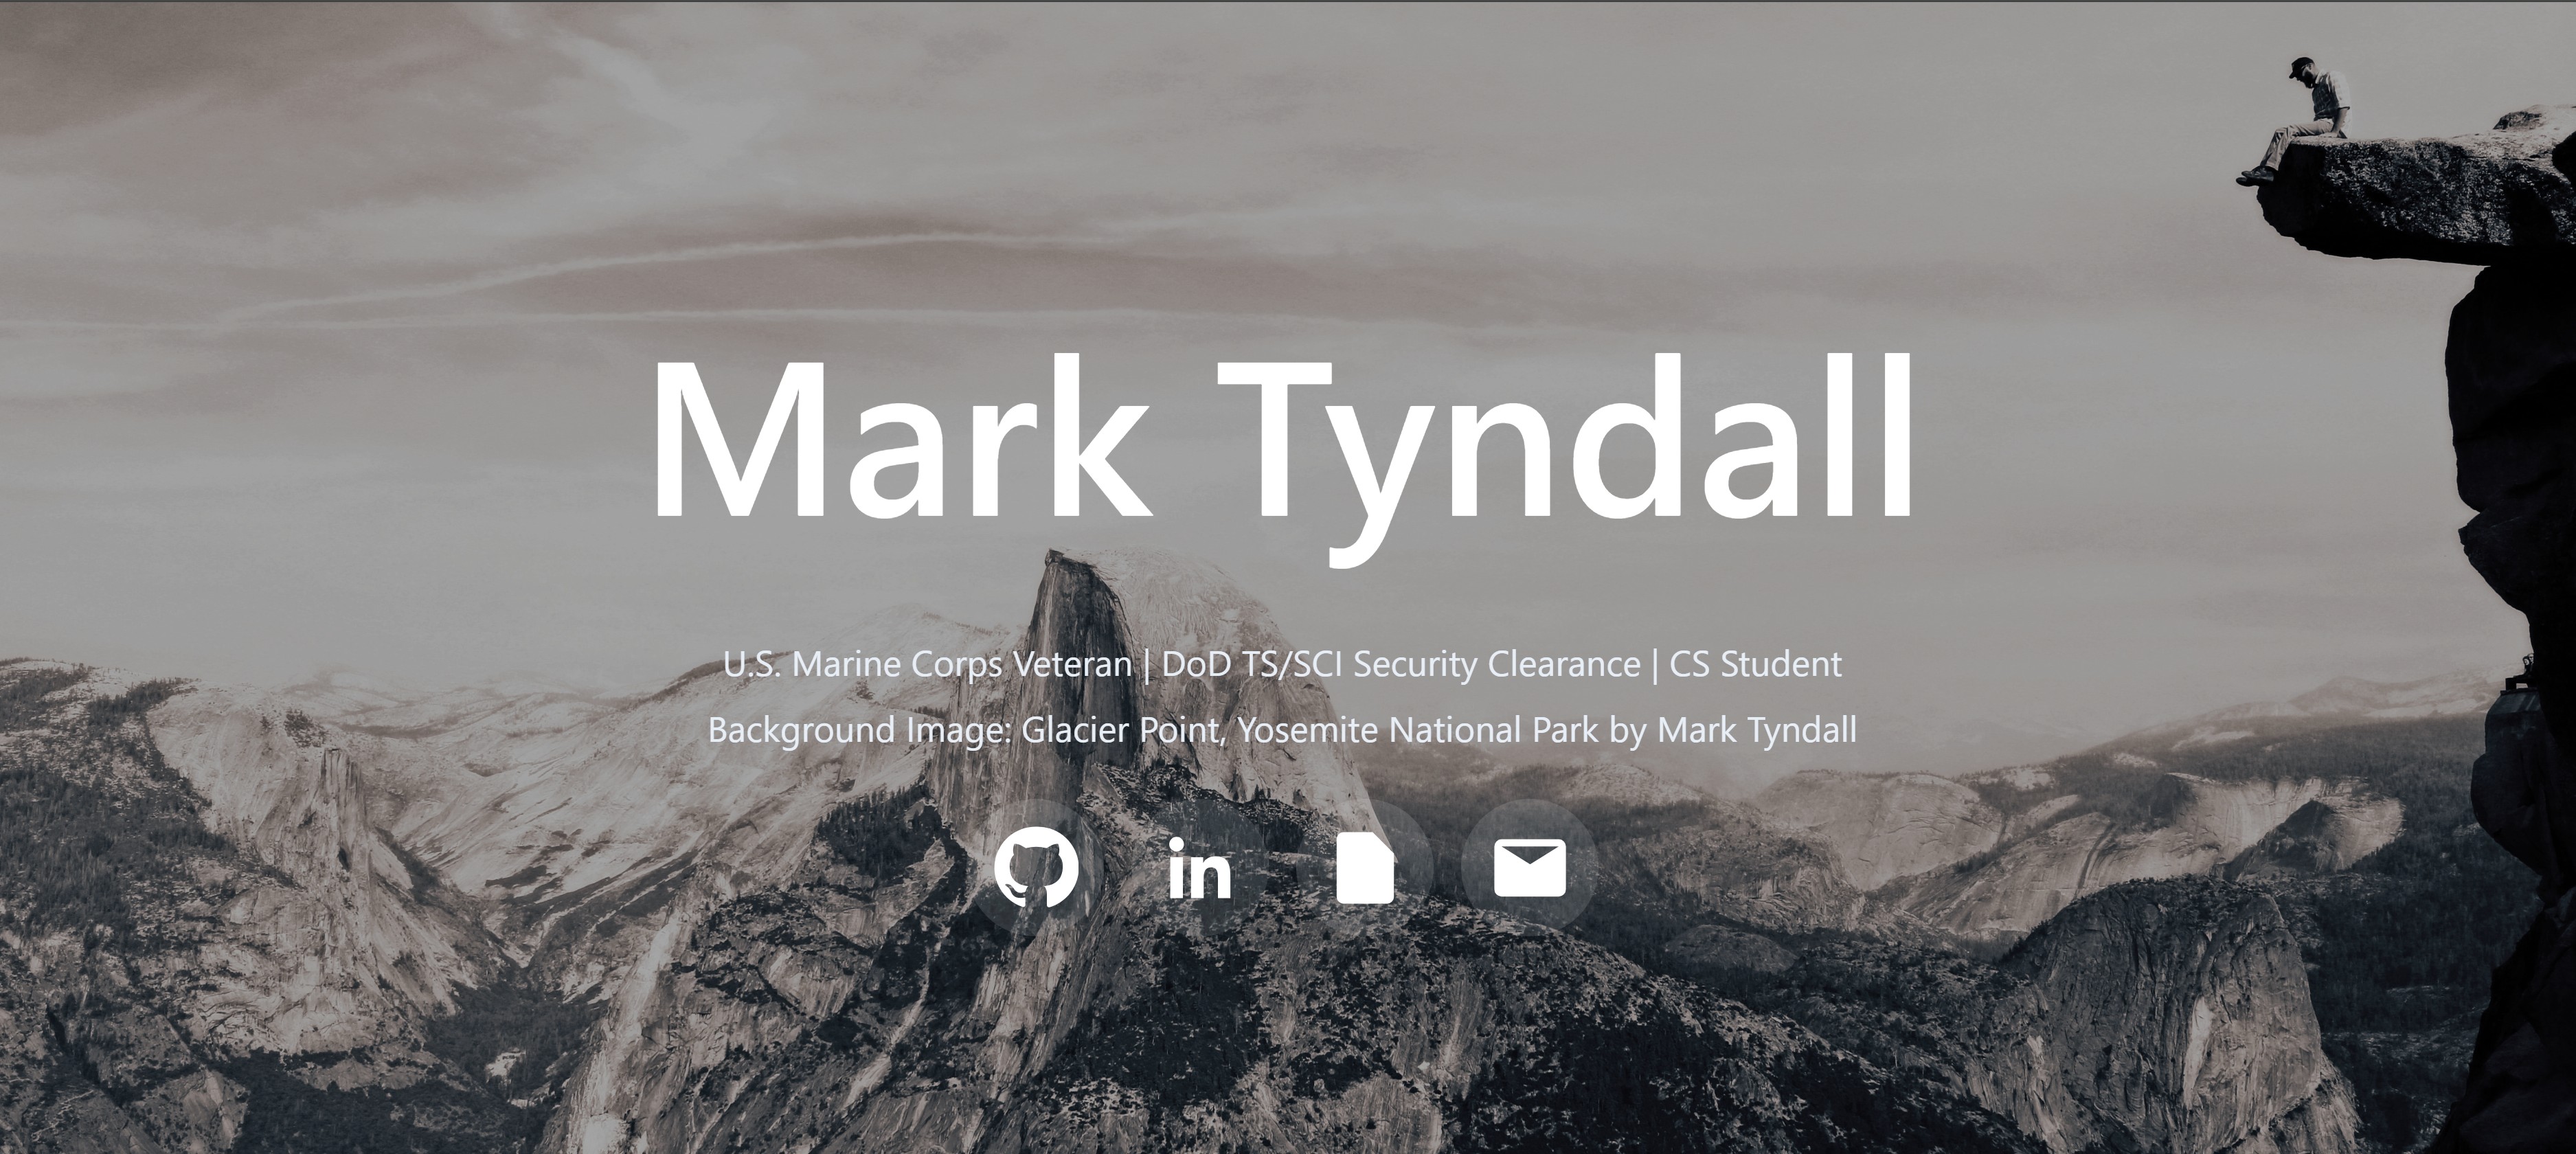 Mark Tyndall
U.S. Marine Corps Veteran | DoD TS/SCI Security Clearance | CS Student
Background Image: Glacier Point, Yosemite National Park by Mark Tyndall
in